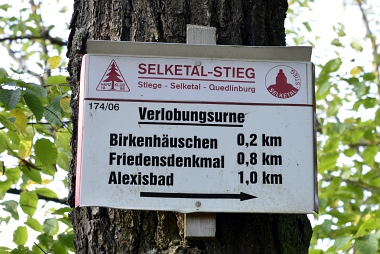 SELKETAL-STIEG
Stiege - Selketal - Quedlinburg
174/06
Verlobungsurne
Birkenhäuschen 0,2 km
Friedensdenkmal 0,8 km
Alexisbad 1,0 km
SELKETAL